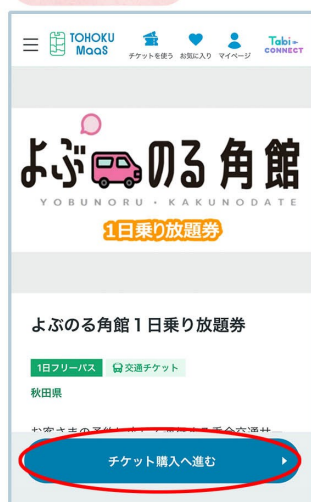 TOHOKU
MaaS
チケットを使う
お気に入り
マイページ
Tabi-
CONNECT
よぶのる角館
YOBUNORU・KAKUNODATE
1日乗り放題券
よぶのる角館1日乗り放題券
1日フリーパス
交通チケット
秋田県
チケット購入へ進む